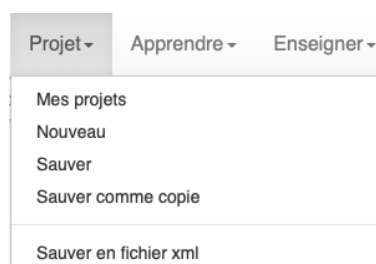 Projet Apprendre Enseigner
Mes projets
Nouveau
Sauver
Sauver comme copie
Sauver en fichier xml